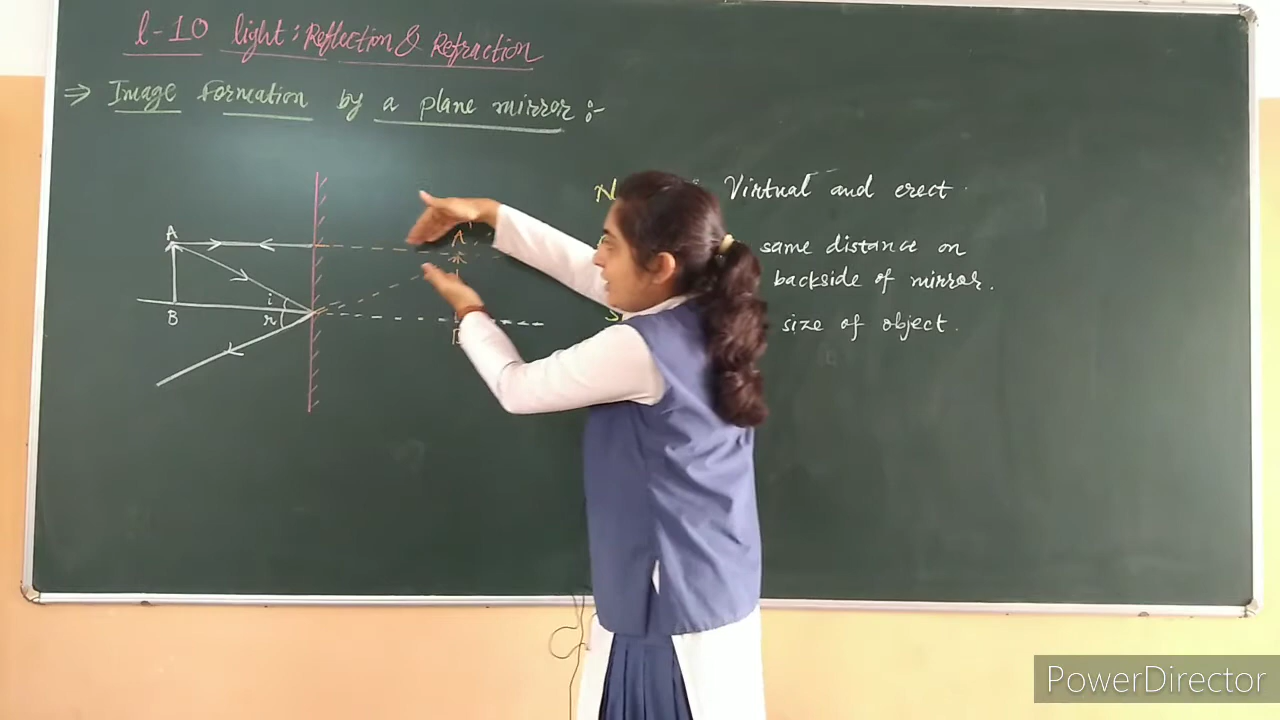 l-10 light: Reflection & Refraction
⇒ Image Formation by a plane mirror :-
Virtual and erect.
A
A'
same distance on
backside of mirror.
i
B
r
size of object.
PowerDirector